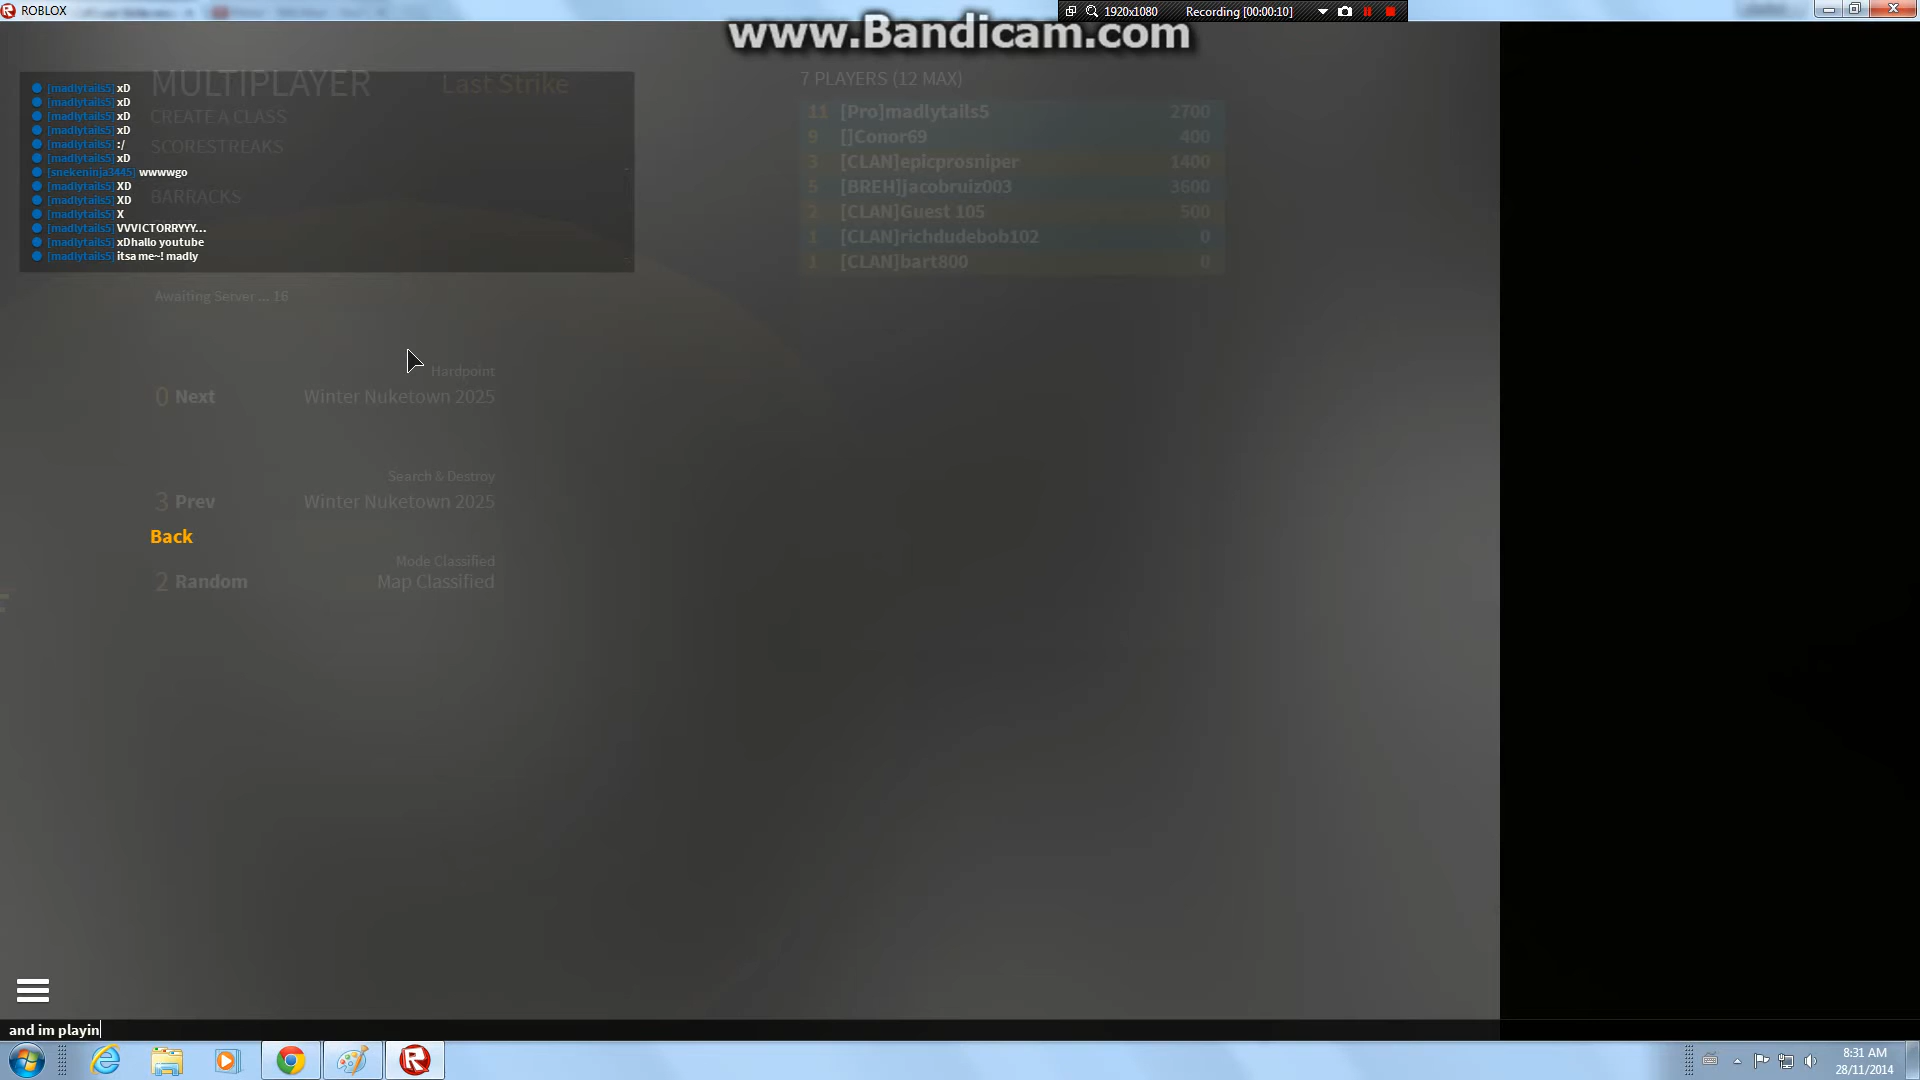 ROBLOX
1920x1080 Recording [00:00:10]
www.Bandicam.com
MULTIPLAYER
Last Strike
CREATE A CLASS
SCORESTREAKS
BARRACKS
[madlytails5] xD
[madlytails5] xD
[madlytails5] xD
[madlytails5] xD
[madlytails5] :/
[madlytails5] xD
[snekeninja3445] wwwwgo
[madlytails5] XD
[madlytails5] XD
[madlytails5] X
[madlytails5] VVVICTORRYYY...
[madlytails5] xDhallo youtube
[madlytails5] itsa me~! madly
7 PLAYERS (12 MAX)
11 [Pro]madlytails5 2700
9 []Conor69 400
3 [CLAN]epicprosniper 1400
5 [BREH]jacobruiz003 3600
2 [CLAN]Guest 105 500
1 [CLAN]richdudebob102 0
1 [CLAN]bart800 0
Awaiting Server ... 16
Hardpoint
0 Next Winter Nuketown 2025
Search & Destroy
3 Prev Winter Nuketown 2025
Back
Mode Classified
2 Random Map Classified
and im playin
8:31 AM
28/11/2014